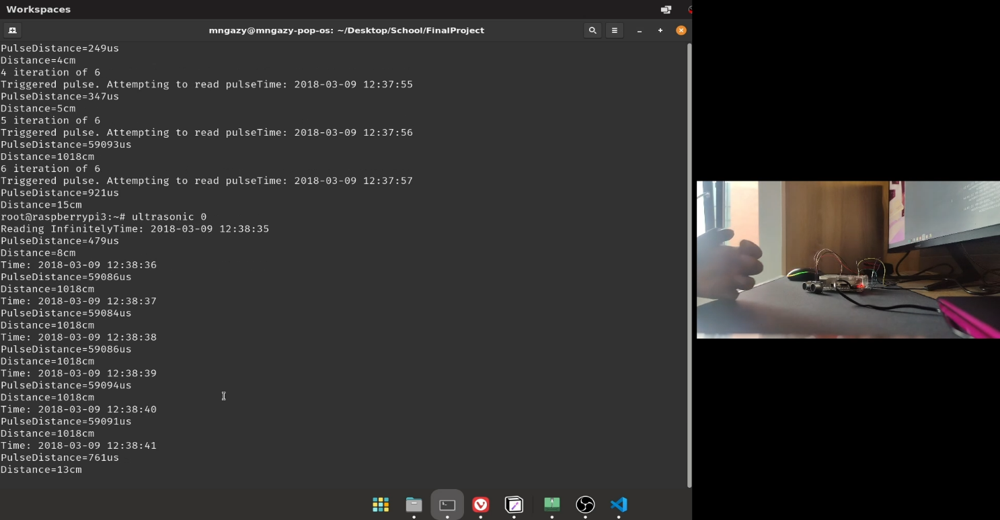 Workspaces
mngazy@mngazy-pop-os: ~/Desktop/School/FinalProject
PulseDistance=249us
Distance=4cm
4 iteration of 6
Triggered pulse. Attempting to read pulseTime: 2018-03-09 12:37:55
PulseDistance=347us
Distance=5cm
5 iteration of 6
Triggered pulse. Attempting to read pulseTime: 2018-03-09 12:37:56
PulseDistance=59093us
Distance=1018cm
6 iteration of 6
Triggered pulse. Attempting to read pulseTime: 2018-03-09 12:37:57
PulseDistance=921us
Distance=15cm
root@raspberrypi3:~# ultrasonic 0
Reading InfinitelyTime: 2018-03-09 12:38:35
PulseDistance=479us
Distance=8cm
Time: 2018-03-09 12:38:36
PulseDistance=59086us
Distance=1018cm
Time: 2018-03-09 12:38:37
PulseDistance=59084us
Distance=1018cm
Time: 2018-03-09 12:38:38
PulseDistance=59086us
Distance=1018cm
Time: 2018-03-09 12:38:39
PulseDistance=59094us
Distance=1018cm
Time: 2018-03-09 12:38:40
PulseDistance=59091us
Distance=1018cm
Time: 2018-03-09 12:38:41
PulseDistance=761us
Distance=13cm